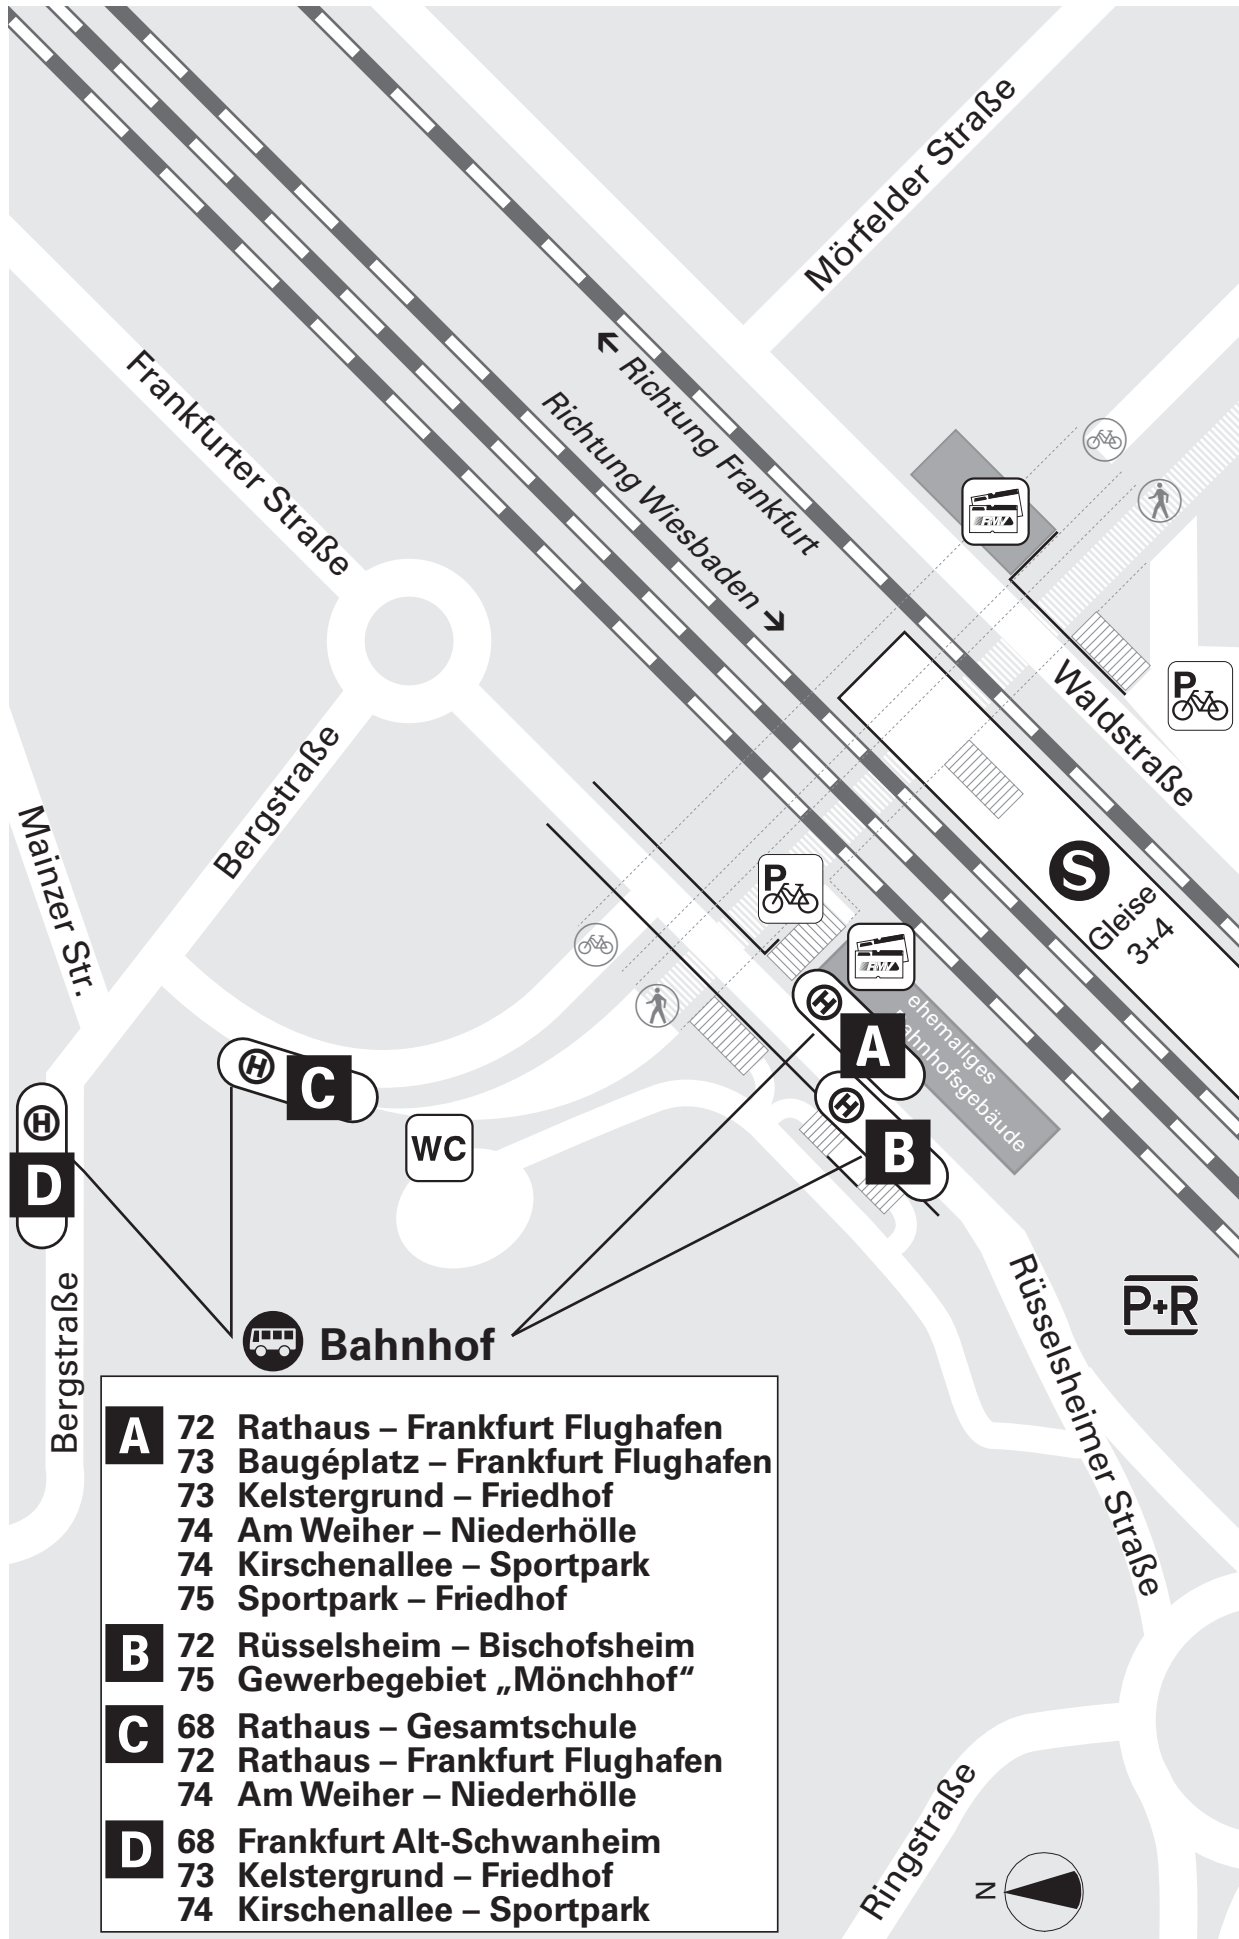 Mörfelder Straße
Frankfurter Straße
← Richtung Frankfurt
Richtung Wiesbaden →
RMV
Waldstraße
P
Bergstraße
Mainzer Str.
S
Gleise
3+4
P
RMV
ehemaliges
Bahnhofsgebäude
H
A
H
B
H
C
H
D
WC
Bergstraße
Rüsselsheimer Straße
P+R
Bahnhof
A 72 Rathaus – Frankfurt Flughafen
73 Baugéplatz – Frankfurt Flughafen
73 Kelstergrund – Friedhof
74 Am Weiher – Niederhölle
74 Kirschenallee – Sportpark
75 Sportpark – Friedhof
B 72 Rüsselsheim – Bischofsheim
75 Gewerbegebiet „Mönchhof“
C 68 Rathaus – Gesamtschule
72 Rathaus – Frankfurt Flughafen
74 Am Weiher – Niederhölle
D 68 Frankfurt Alt-Schwanheim
73 Kelstergrund – Friedhof
74 Kirschenallee – Sportpark
Ringstraße
N